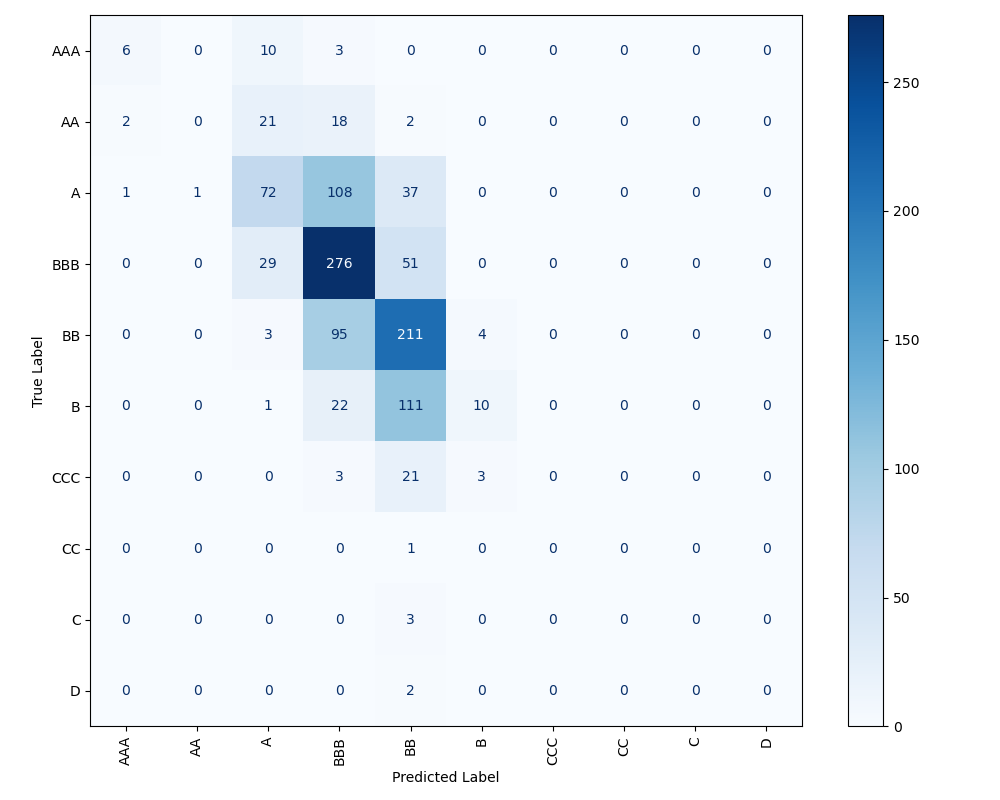 True Label
AAA 6 0 10 3 0 0 0 0 0 0
AA 2 0 21 18 2 0 0 0 0 0
A 1 1 72 108 37 0 0 0 0 0
BBB 0 0 29 276 51 0 0 0 0 0
BB 0 0 3 95 211 4 0 0 0 0
B 0 0 1 22 111 10 0 0 0 0
CCC 0 0 0 3 21 3 0 0 0 0
CC 0 0 0 0 1 0 0 0 0 0
C 0 0 0 0 3 0 0 0 0 0
D 0 0 0 0 2 0 0 0 0 0
AAA AA A BBB BB B CCC CC C D
Predicted Label
250
200
150
100
50
0